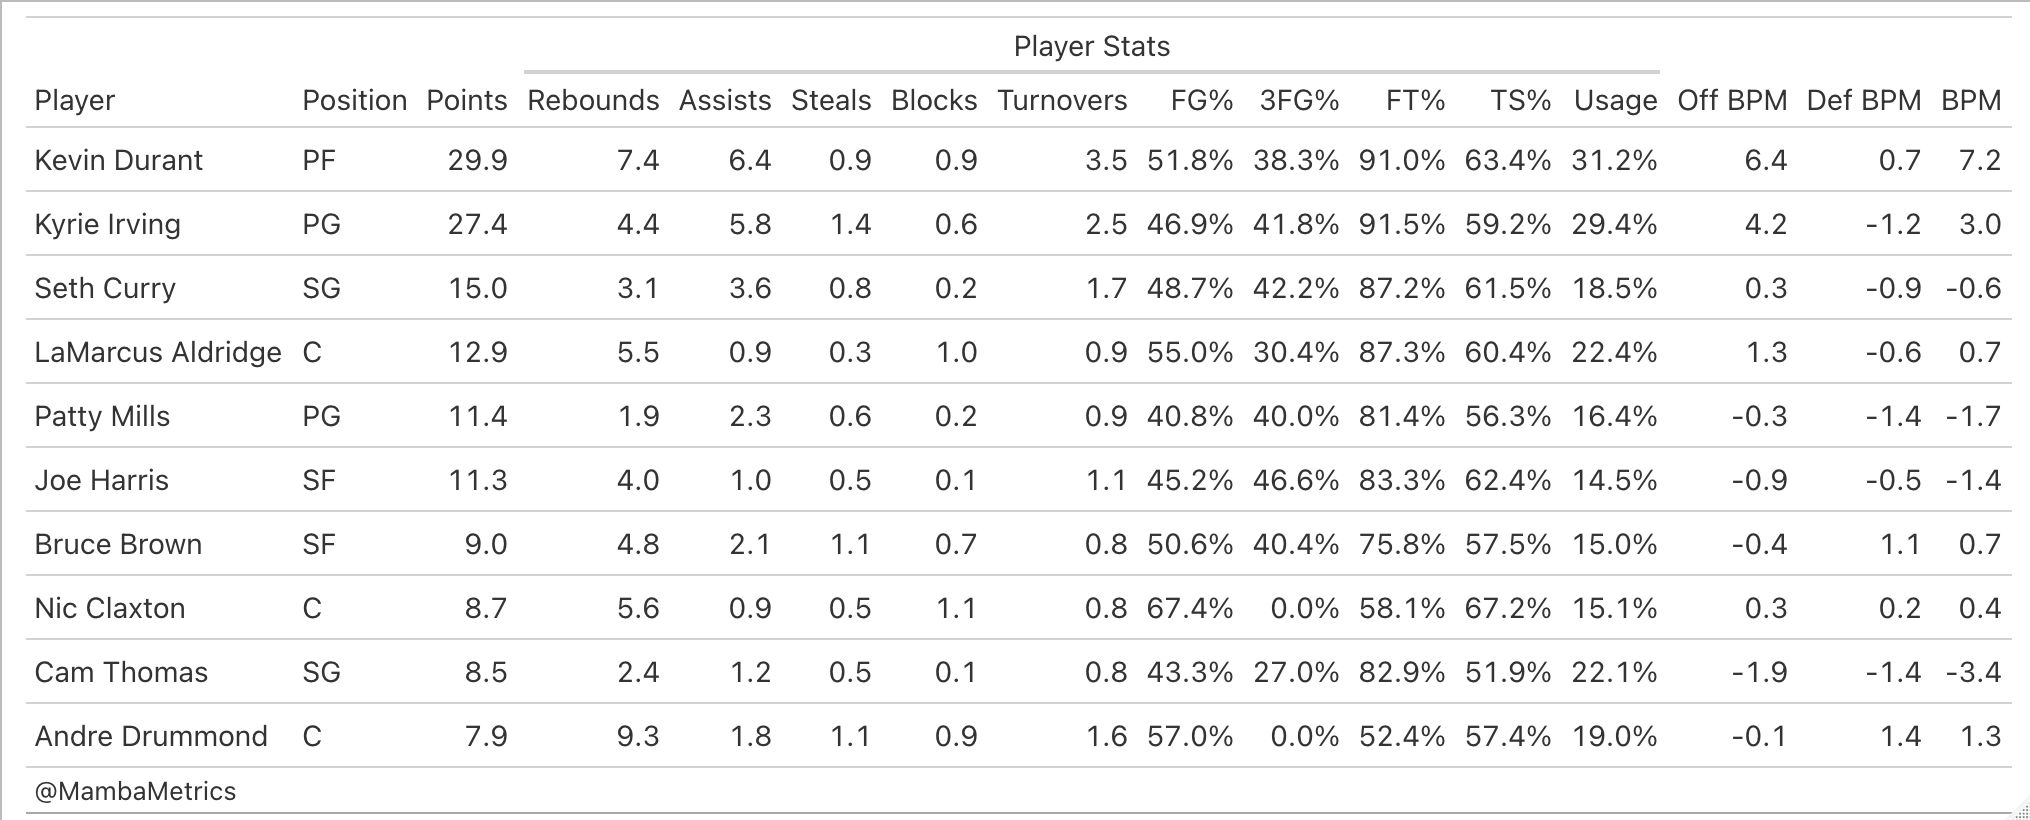 Player Stats
Player Position Points Rebounds Assists Steals Blocks Turnovers FG% 3FG% FT% TS% Usage Off BPM Def BPM BPM
Kevin Durant PF 29.9 7.4 6.4 0.9 0.9 3.5 51.8% 38.3% 91.0% 63.4% 31.2% 6.4 0.7 7.2
Kyrie Irving PG 27.4 4.4 5.8 1.4 0.6 2.5 46.9% 41.8% 91.5% 59.2% 29.4% 4.2 -1.2 3.0
Seth Curry SG 15.0 3.1 3.6 0.8 0.2 1.7 48.7% 42.2% 87.2% 61.5% 18.5% 0.3 -0.9 -0.6
LaMarcus Aldridge C 12.9 5.5 0.9 0.3 1.0 0.9 55.0% 30.4% 87.3% 60.4% 22.4% 1.3 -0.6 0.7
Patty Mills PG 11.4 1.9 2.3 0.6 0.2 0.9 40.8% 40.0% 81.4% 56.3% 16.4% -0.3 -1.4 -1.7
Joe Harris SF 11.3 4.0 1.0 0.5 0.1 1.1 45.2% 46.6% 83.3% 62.4% 14.5% -0.9 -0.5 -1.4
Bruce Brown SF 9.0 4.8 2.1 1.1 0.7 0.8 50.6% 40.4% 75.8% 57.5% 15.0% -0.4 1.1 0.7
Nic Claxton C 8.7 5.6 0.9 0.5 1.1 0.8 67.4% 0.0% 58.1% 67.2% 15.1% 0.3 0.2 0.4
Cam Thomas SG 8.5 2.4 1.2 0.5 0.1 0.8 43.3% 27.0% 82.9% 51.9% 22.1% -1.9 -1.4 -3.4
Andre Drummond C 7.9 9.3 1.8 1.1 0.9 1.6 57.0% 0.0% 52.4% 57.4% 19.0% -0.1 1.4 1.3
@MambaMetrics